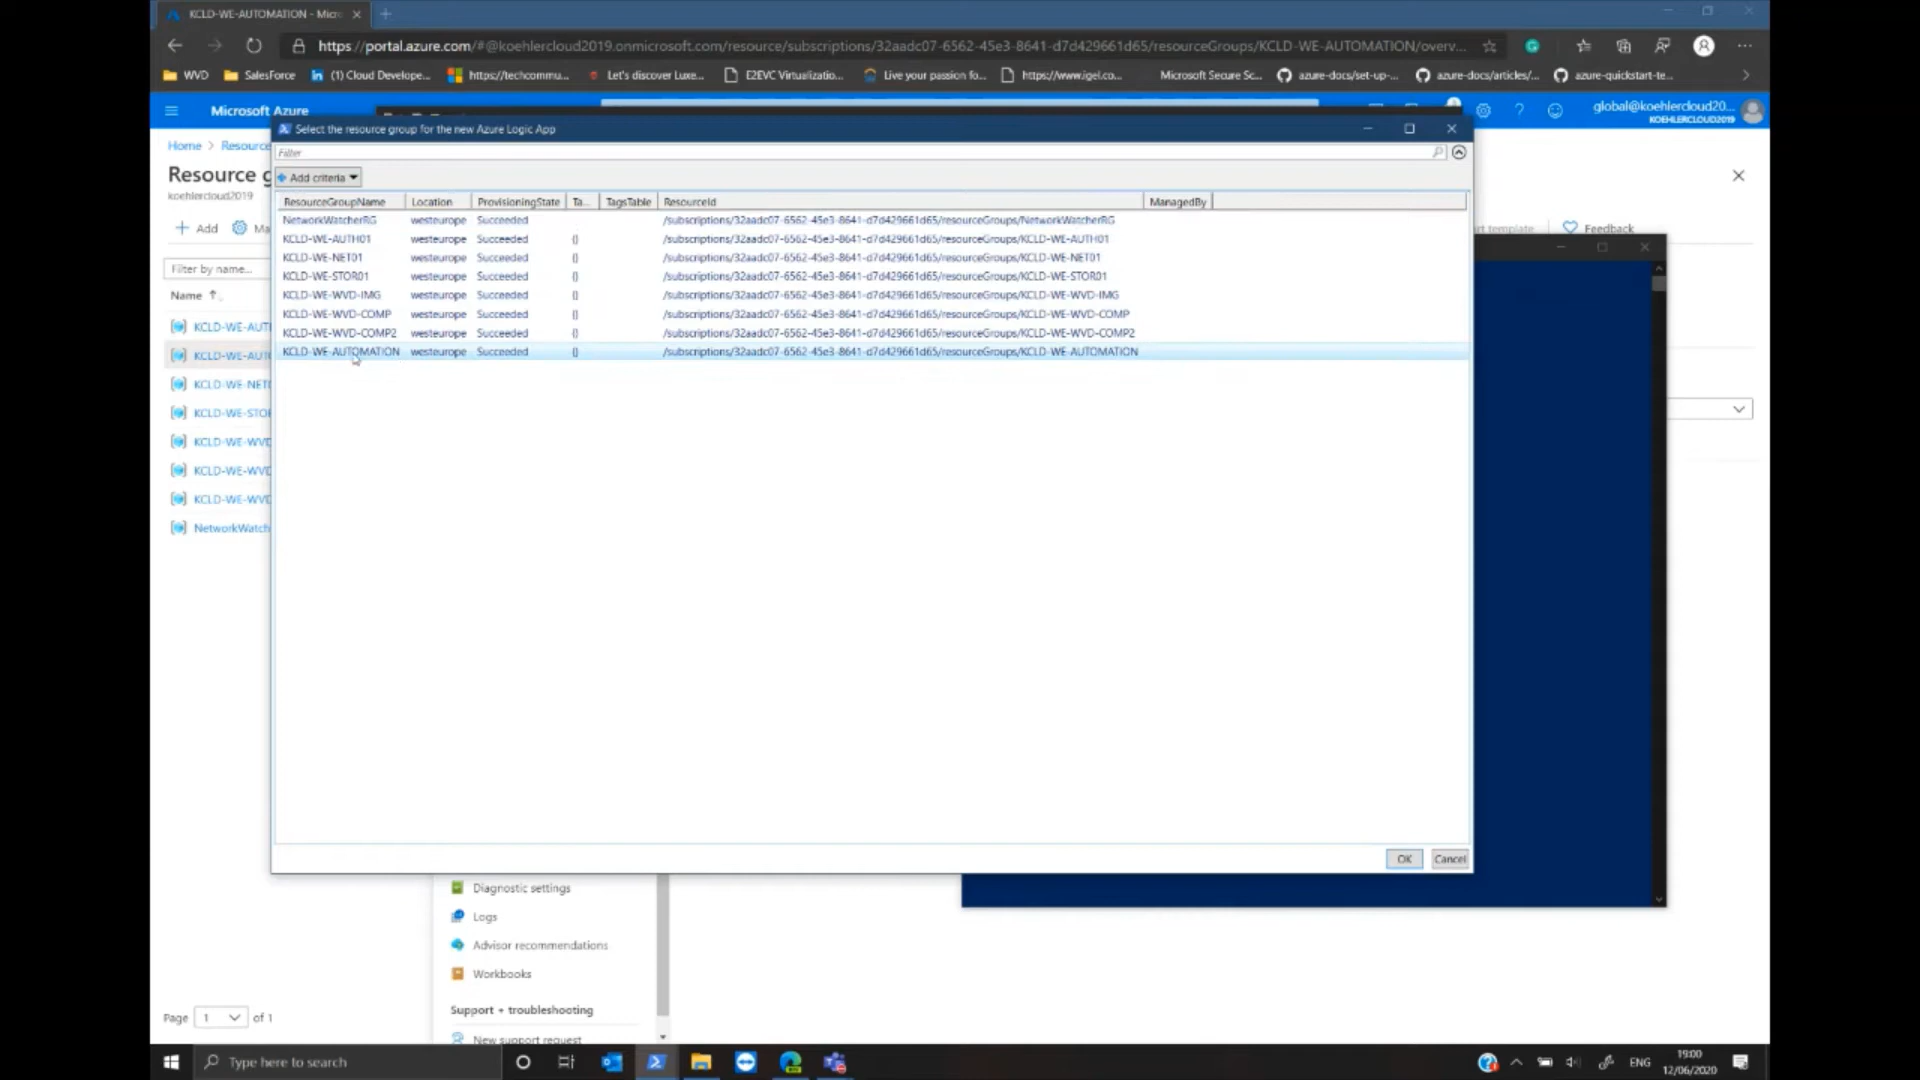 KCLD-WE-AUTOMATION - Micr
https://portal.azure.com/#@koehlercloud2019.onmicrosoft.com/resource/subscriptions/32aadc07-6562-45e3-8641-d7d429661d65/resourceGroups/KCLD-WE-AUTOMATION/overv...
WVD SalesForce (1) Cloud Develope... https://techcommu... Let's discover Luxe... E2EVC Virtualizatio... Live your passion fo... https://www.igel.co... Microsoft Secure Sc... azure-docs/set-up-... azure-docs/articles/... azure-quickstart-te...
Microsoft Azure
global@koehlercloud20...
KOEHLERCLOUD2019
Select the resource group for the new Azure Logic App
Home > Resource
Filter
Resource g
Add criteria
koehlercloud2019
ResourceGroupName Location ProvisioningState Ta... TagsTable ResourceId ManagedBy
NetworkWatcherRG westeurope Succeeded /subscriptions/32aadc07-6562-45e3-8641-d7d429661d65/resourceGroups/NetworkWatcherRG
KCLD-WE-AUTH01 westeurope Succeeded {} /subscriptions/32aadc07-6562-45e3-8641-d7d429661d65/resourceGroups/KCLD-WE-AUTH01
KCLD-WE-NET01 westeurope Succeeded {} /subscriptions/32aadc07-6562-45e3-8641-d7d429661d65/resourceGroups/KCLD-WE-NET01
KCLD-WE-STOR01 westeurope Succeeded {} /subscriptions/32aadc07-6562-45e3-8641-d7d429661d65/resourceGroups/KCLD-WE-STOR01
KCLD-WE-WVD-IMG westeurope Succeeded {} /subscriptions/32aadc07-6562-45e3-8641-d7d429661d65/resourceGroups/KCLD-WE-WVD-IMG
KCLD-WE-WVD-COMP westeurope Succeeded {} /subscriptions/32aadc07-6562-45e3-8641-d7d429661d65/resourceGroups/KCLD-WE-WVD-COMP
KCLD-WE-WVD-COMP2 westeurope Succeeded {} /subscriptions/32aadc07-6562-45e3-8641-d7d429661d65/resourceGroups/KCLD-WE-WVD-COMP2
KCLD-WE-AUTOMATION westeurope Succeeded {} /subscriptions/32aadc07-6562-45e3-8641-d7d429661d65/resourceGroups/KCLD-WE-AUTOMATION
Add Ma
rt template Feedback
Filter by name...
Name ↑
KCLD-WE-AUT
KCLD-WE-AUT
KCLD-WE-NET
KCLD-WE-STO
KCLD-WE-WVD
KCLD-WE-WVD
KCLD-WE-WVD
NetworkWatch
OK Cancel
Diagnostic settings
Logs
Advisor recommendations
Workbooks
Support + troubleshooting
New support request
Page 1 of 1
Type here to search
ENG
19:00
12/06/2020